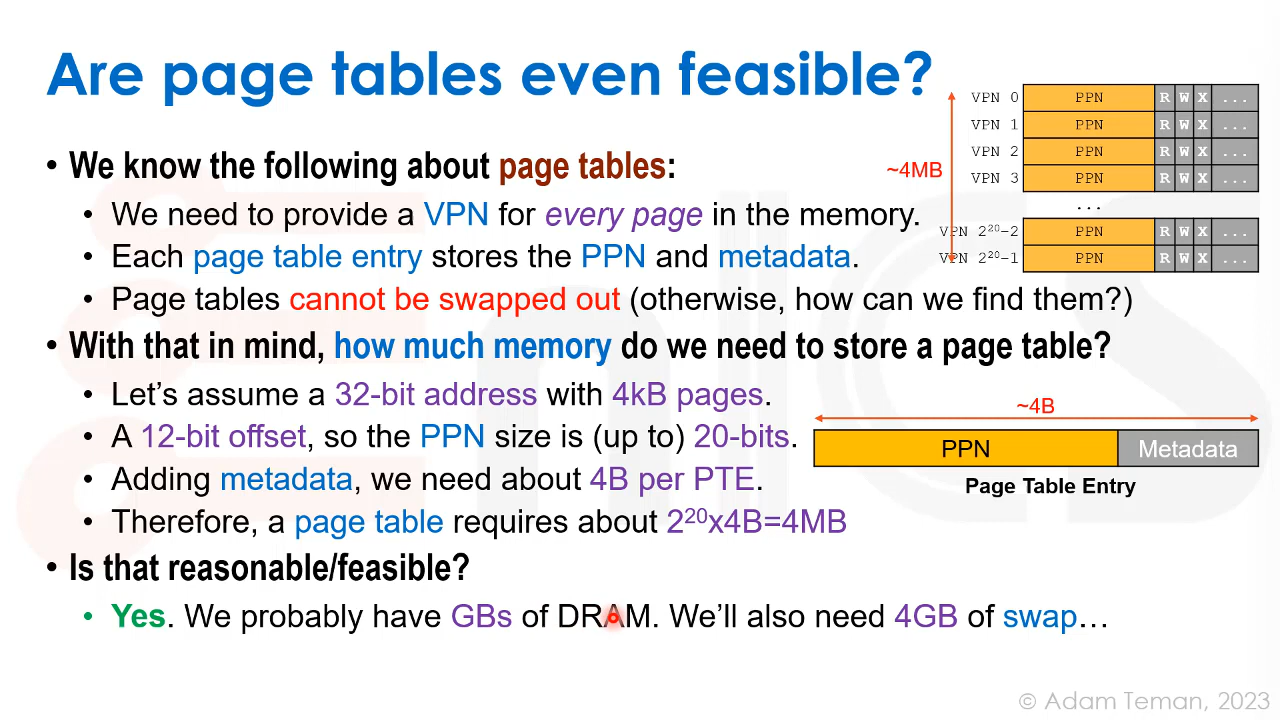 Are page tables even feasible?
• We know the following about page tables:
• We need to provide a VPN for every page in the memory.
• Each page table entry stores the PPN and metadata.
• Page tables cannot be swapped out (otherwise, how can we find them?)
• With that in mind, how much memory do we need to store a page table?
• Let's assume a 32-bit address with 4kB pages.
• A 12-bit offset, so the PPN size is (up to) 20-bits.
• Adding metadata, we need about 4B per PTE.
• Therefore, a page table requires about 2²⁰x4B=4MB
• Is that reasonable/feasible?
• Yes. We probably have GBs of DRAM. We'll also need 4GB of swap…
~4MB
VPN 0 PPN R W X ...
VPN 1 PPN R W X ...
VPN 2 PPN R W X ...
VPN 3 PPN R W X ...
...
VPN 2²⁰-2 PPN R W X ...
VPN 2²⁰-1 PPN R W X ...
~4B
PPN Metadata
Page Table Entry
© Adam Teman, 2023